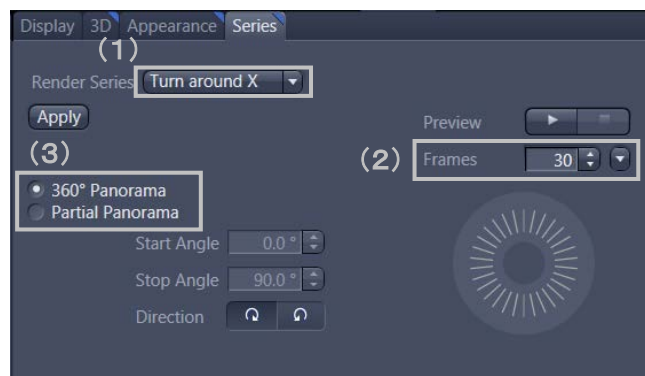 Display 3D Appearance Series
(1)
Render Series Turn around X
Apply
Preview
(3)
(2) Frames 30
360° Panorama
Partial Panorama
Start Angle 0.0 °
Stop Angle 90.0 °
Direction